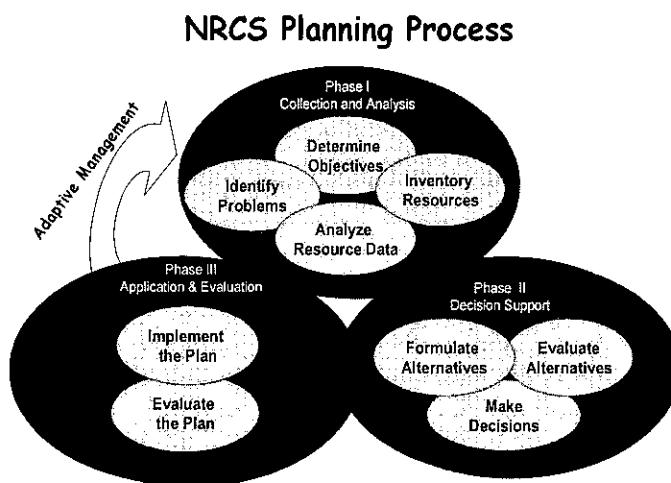 NRCS Planning Process
Adaptive Management
Phase I
Collection and Analysis
Determine
Objectives
Identify
Problems
Inventory
Resources
Analyze
Resource Data
Phase III
Application & Evaluation
Implement
the Plan
Evaluate
the Plan
Phase II
Decision Support
Formulate
Alternatives
Evaluate
Alternatives
Make
Decisions